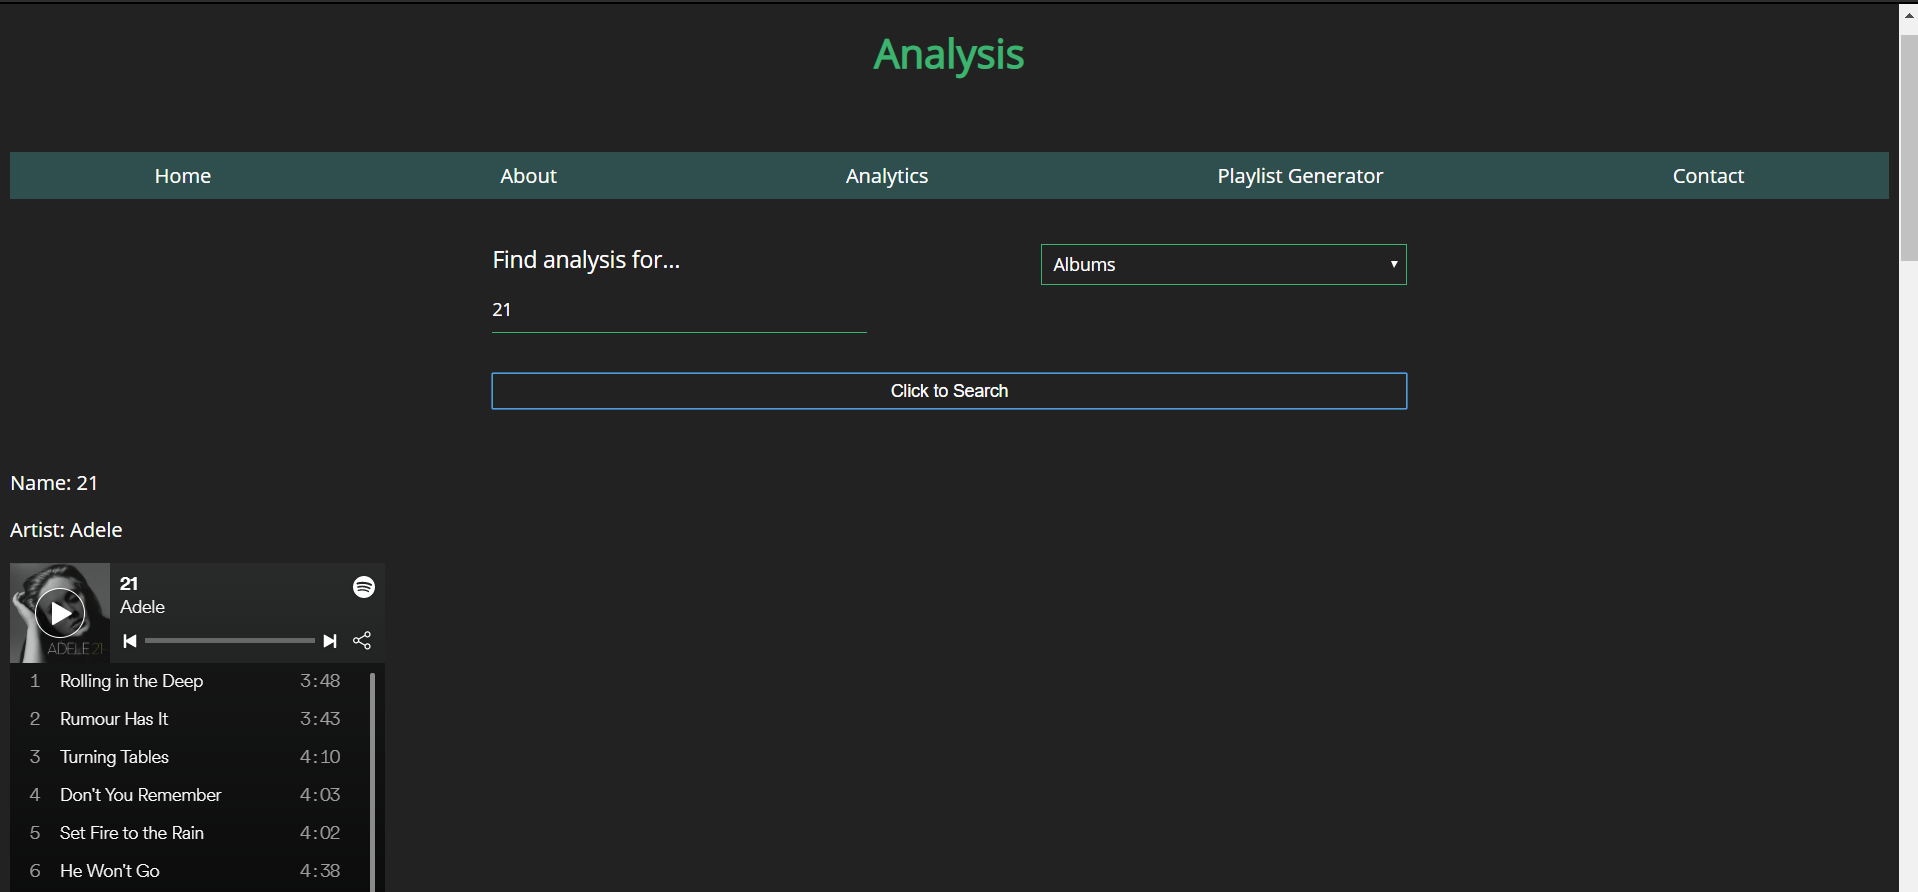 Analysis
Home About Analytics Playlist Generator Contact
Find analysis for...
Albums
21
Click to Search
Name: 21
Artist: Adele
21
Adele
ADELE 21
1 Rolling in the Deep 3:48
2 Rumour Has It 3:43
3 Turning Tables 4:10
4 Don't You Remember 4:03
5 Set Fire to the Rain 4:02
6 He Won't Go 4:38